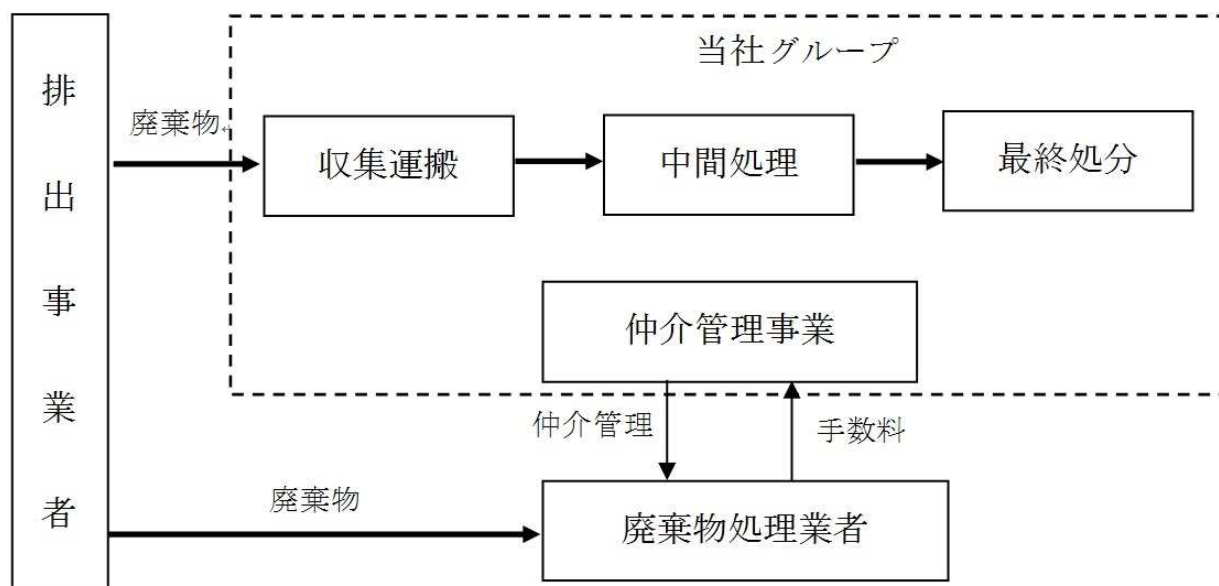 当社グループ
排出事業者
廃棄物
収集運搬
中間処理
最終処分
仲介管理事業
仲介管理
手数料
廃棄物
廃棄物処理業者